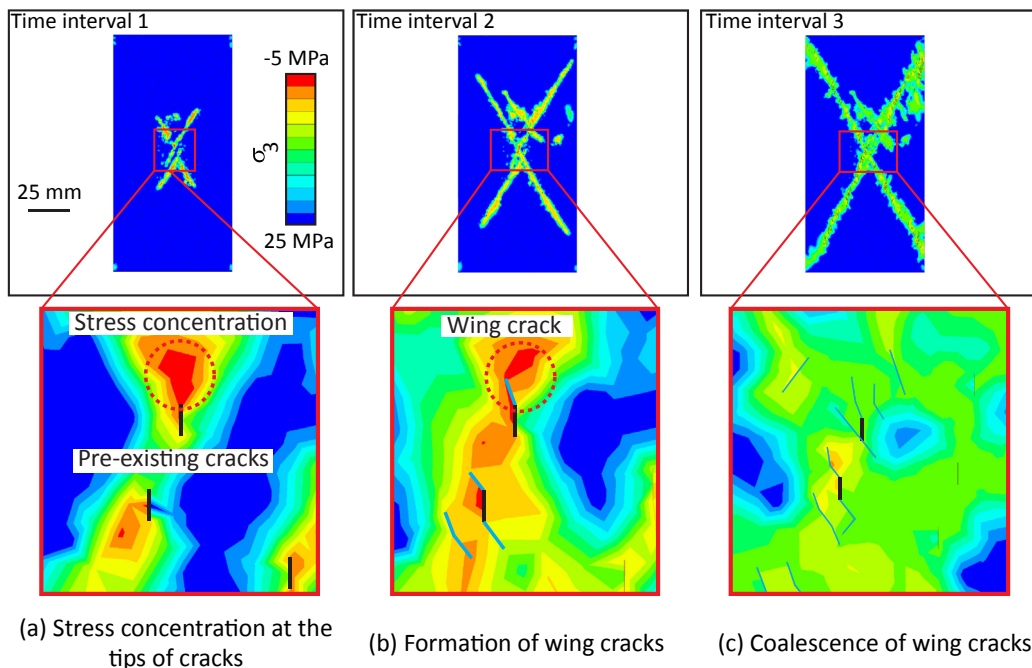 Time interval 1
Time interval 2
Time interval 3
-5 MPa
σ3
25 MPa
25 mm
Stress concentration
Pre-existing cracks
Wing crack
(a) Stress concentration at the
tips of cracks
(b) Formation of wing cracks
(c) Coalescence of wing cracks